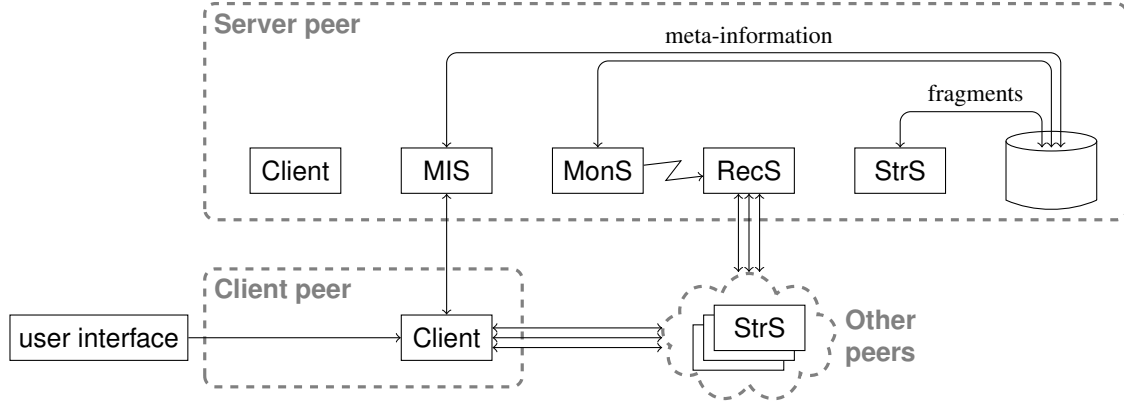 Server peer
meta-information
fragments
Client
MIS
MonS
RecS
StrS
Client peer
user interface
Client
StrS
Other
peers